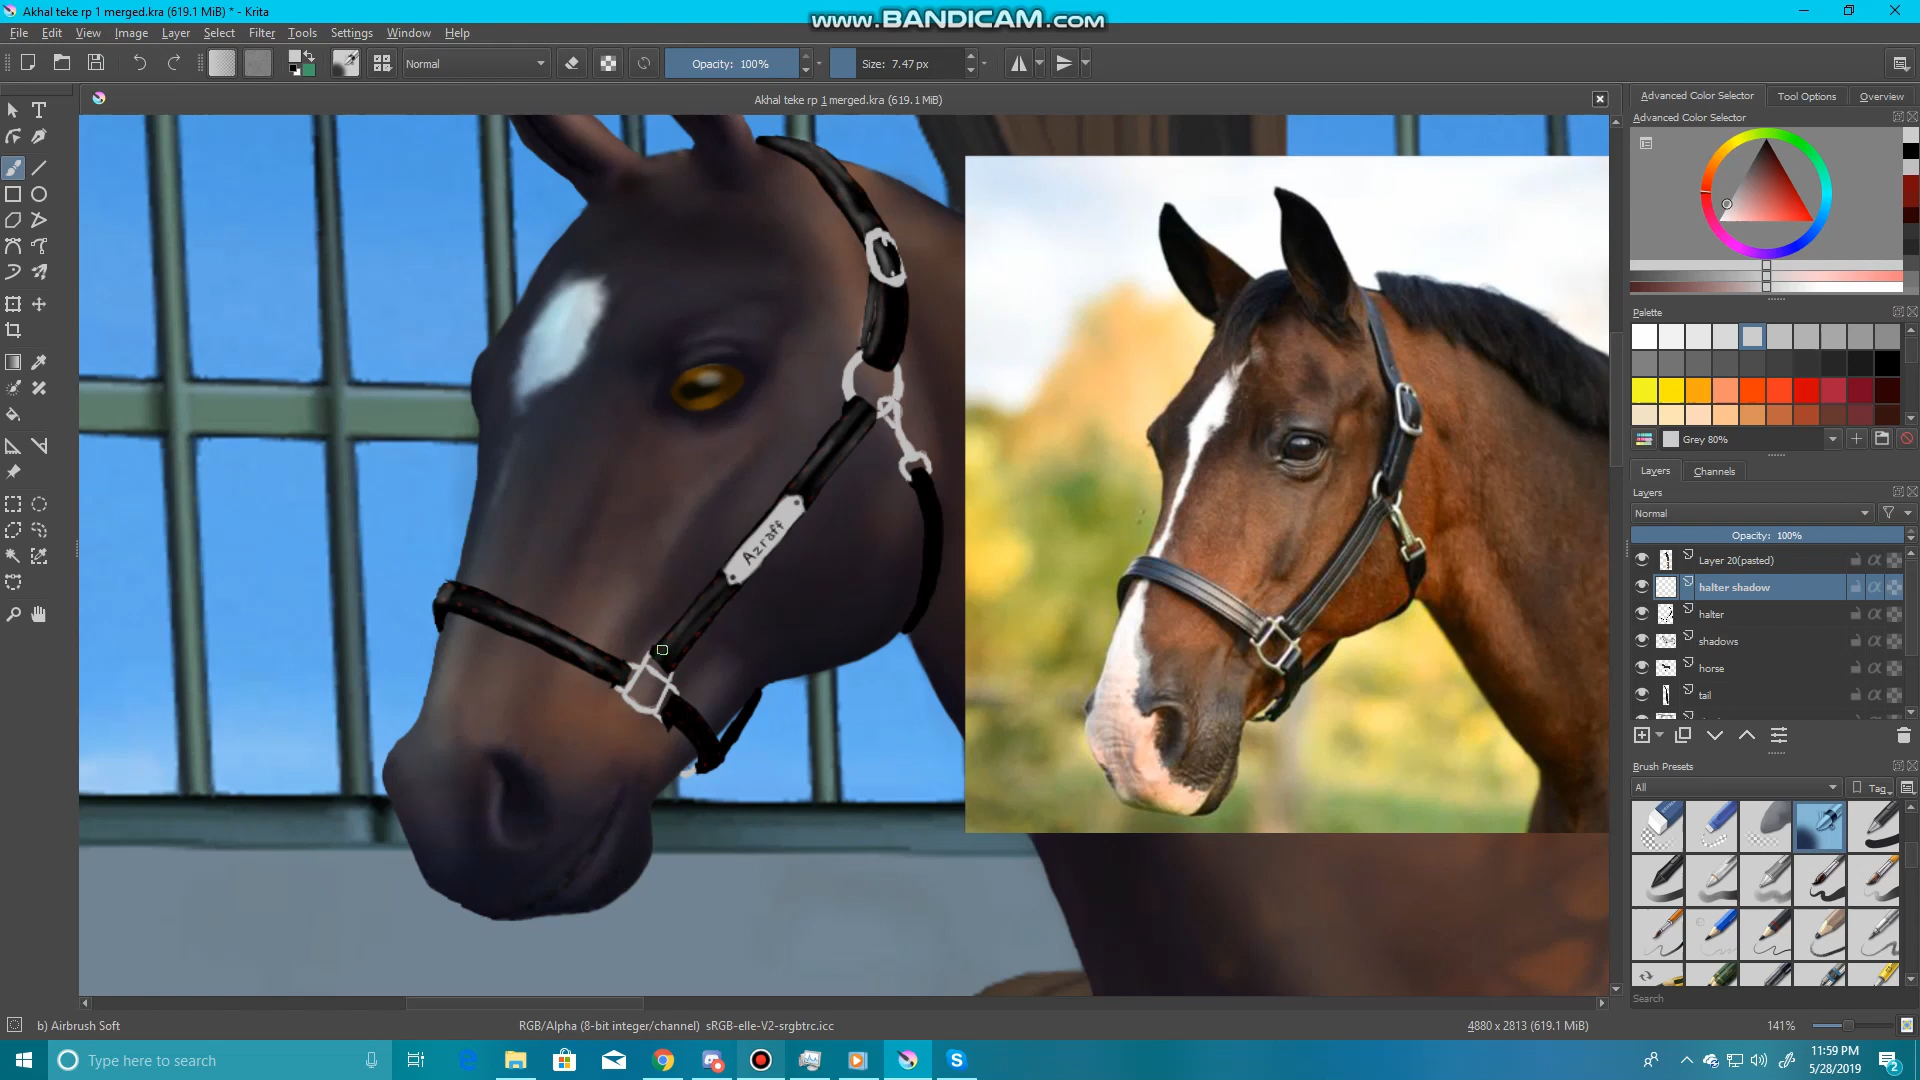 Akhal teke rp 1 merged.kra (619.1 MiB) * - Krita
www.BANDICAM.com
File Edit View Image Layer Select Filter Tools Settings Window Help
Normal
Opacity: 100%
Size: 7.47 px
Akhal teke rp 1 merged.kra (619.1 MiB)
Advanced Color Selector
Tool Options
Overview
Advanced Color Selector
Palette
Grey 80%
Layers
Channels
Layers
Normal
Opacity: 100%
Layer 20(pasted)
halter shadow
halter
shadows
horse
tail
Azraff
Brush Presets
All
Tag
Search
b) Airbrush Soft
RGB/Alpha (8-bit integer/channel) sRGB-elle-V2-srgbtrc.icc
4880 x 2813 (619.1 MiB)
141%
Type here to search
11:59 PM
5/28/2019
2